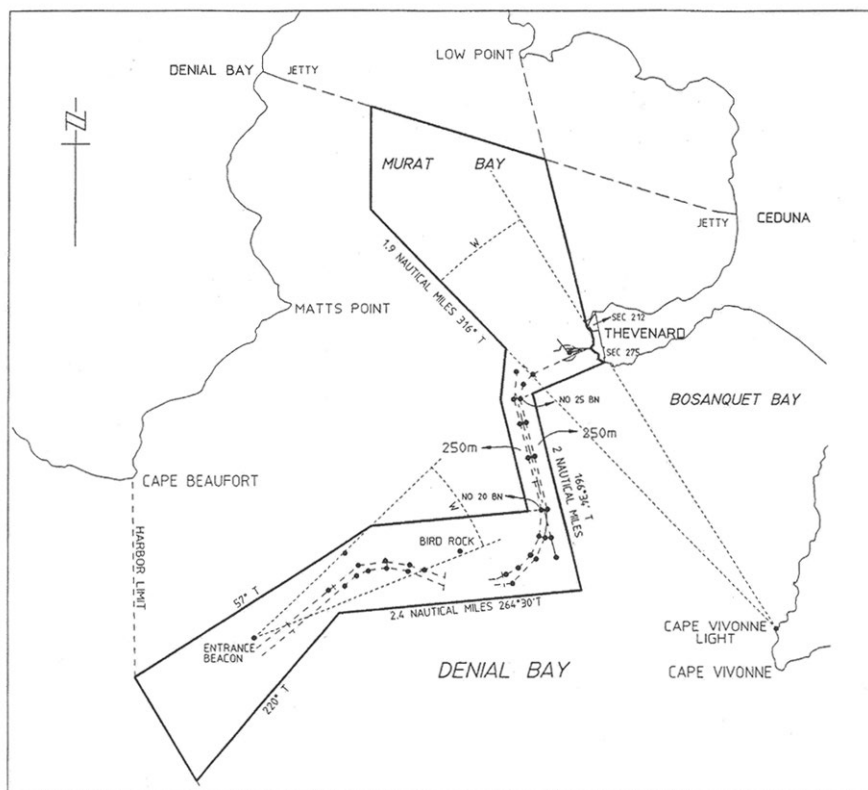 LOW POINT
DENIAL BAY
JETTY
N
MURAT BAY
JETTY
CEDUNA
W
1.9 NAUTICAL MILES 316° T
MATTS POINT
SEC 212
THEVENARD
SEC 275
NO 25 BN
BOSANQUET BAY
250m
250m
2 NAUTICAL MILES
166°34' T
CAPE BEAUFORT
NO 20 BN
W
BIRD ROCK
HARBOR LIMIT
57° T
2.4 NAUTICAL MILES 264°30'T
ENTRANCE
BEACON
CAPE VIVONNE
LIGHT
DENIAL BAY
CAPE VIVONNE
220° T